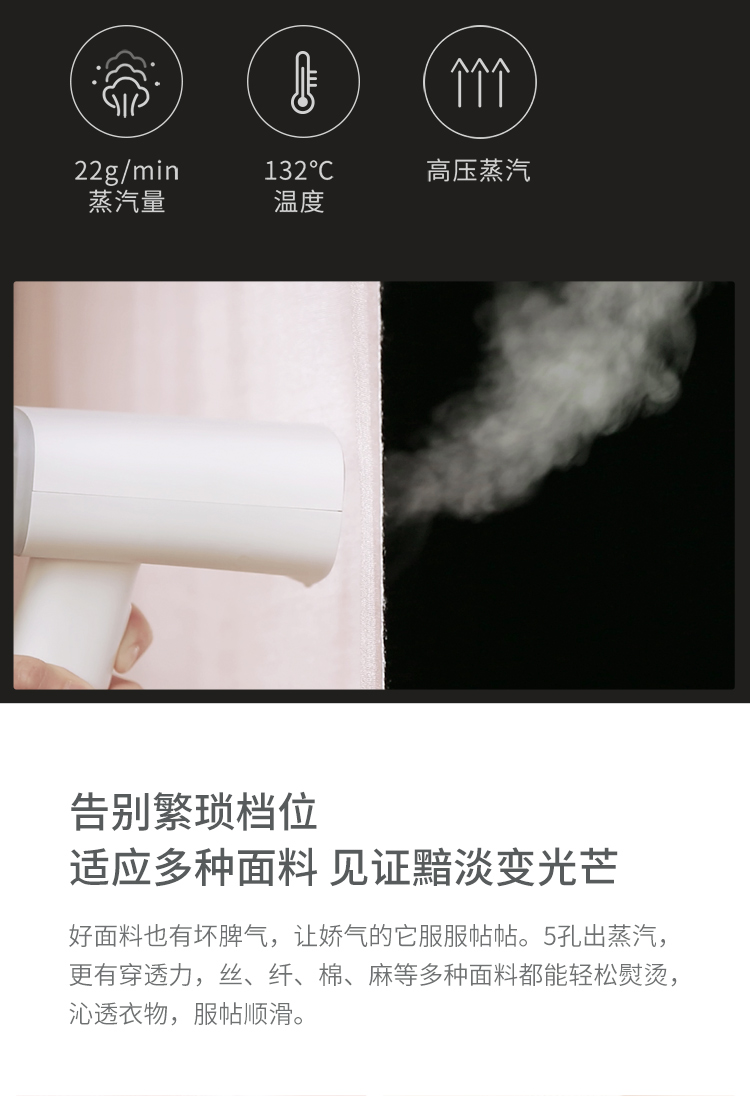 22g/min
蒸汽量
132℃
温度
高压蒸汽
告别繁琐档位
适应多种面料 见证黯淡变光芒
好面料也有坏脾气，让娇气的它服服帖帖。5孔出蒸汽，
更有穿透力，丝、纤、棉、麻等多种面料都能轻松熨烫，
沁透衣物，服帖顺滑。